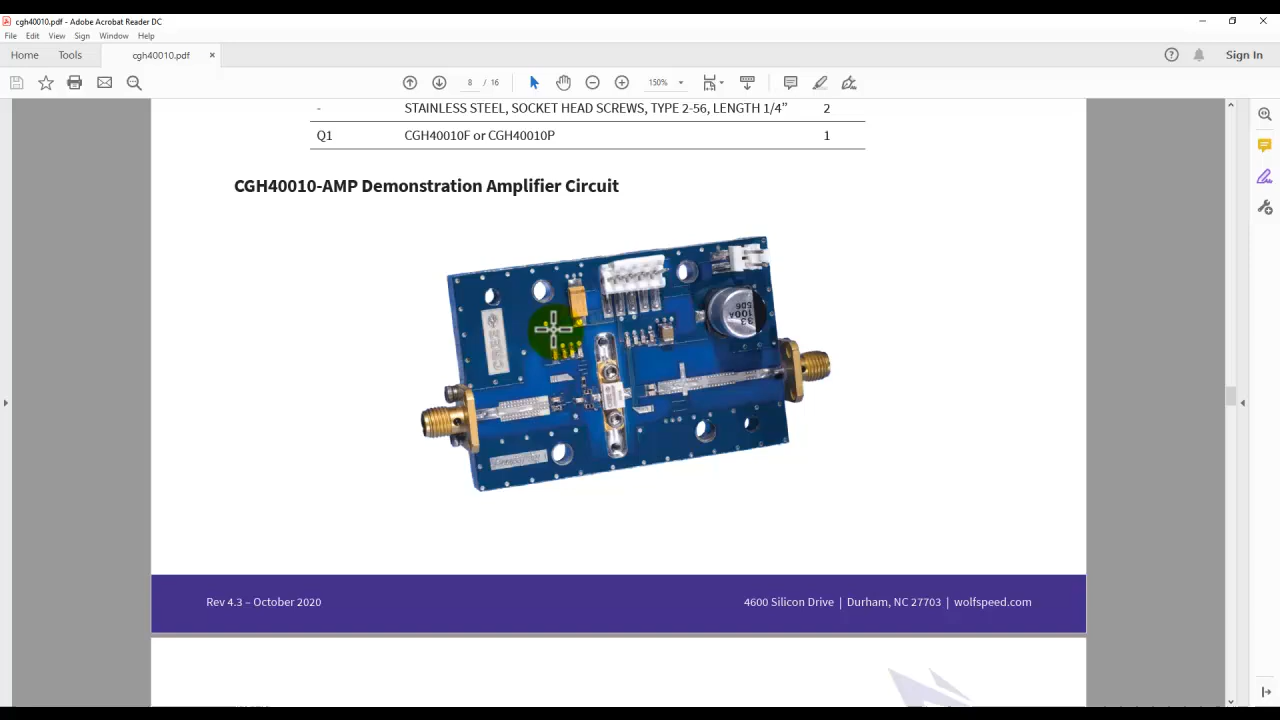 cgh40010.pdf - Adobe Acrobat Reader DC
File Edit View Sign Window Help
Home Tools cgh40010.pdf × Sign In
8 / 16 150%
- STAINLESS STEEL, SOCKET HEAD SCREWS, TYPE 2-56, LENGTH 1/4” 2
Q1 CGH40010F or CGH40010P 1
CGH40010-AMP Demonstration Amplifier Circuit
Rev 4.3 – October 2020 4600 Silicon Drive | Durham, NC 27703 | wolfspeed.com